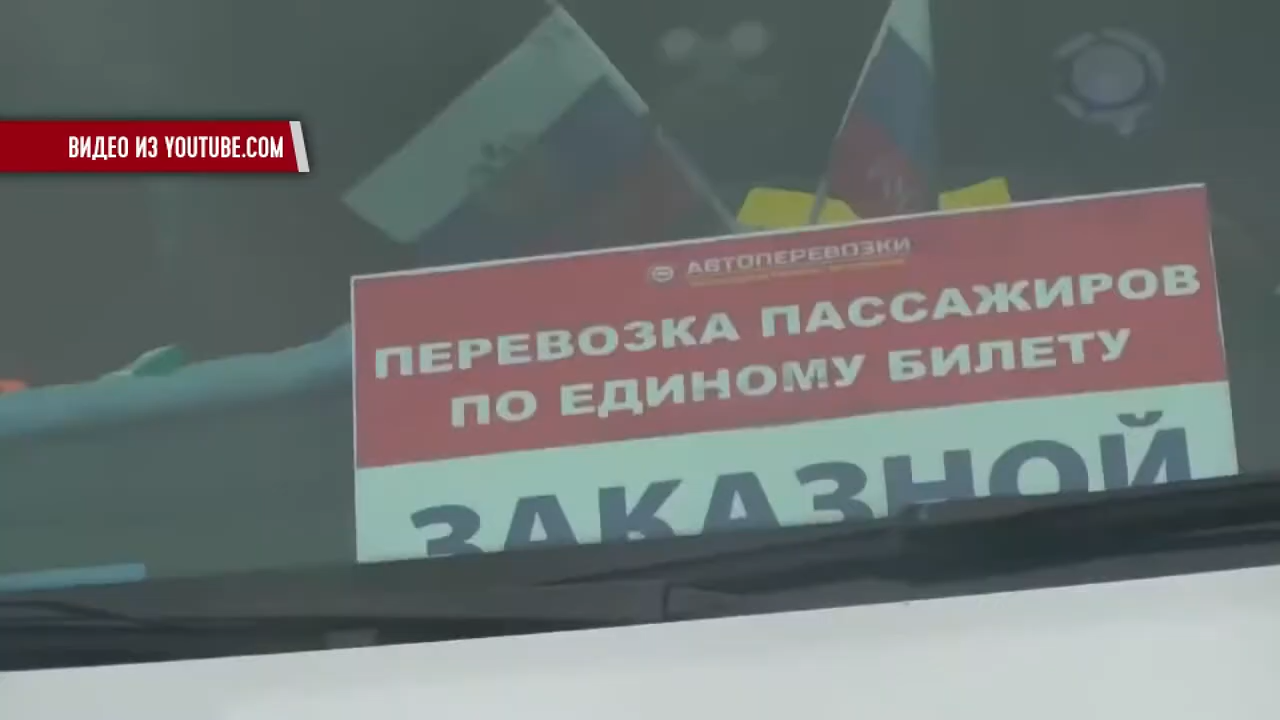 ВИДЕО ИЗ YOUTUBE.COM
АВТОПЕРЕВОЗКИ
ПЕРЕВОЗКА ПАССАЖИРОВ
ПО ЕДИНОМУ БИЛЕТУ
ЗАКАЗНОЙ